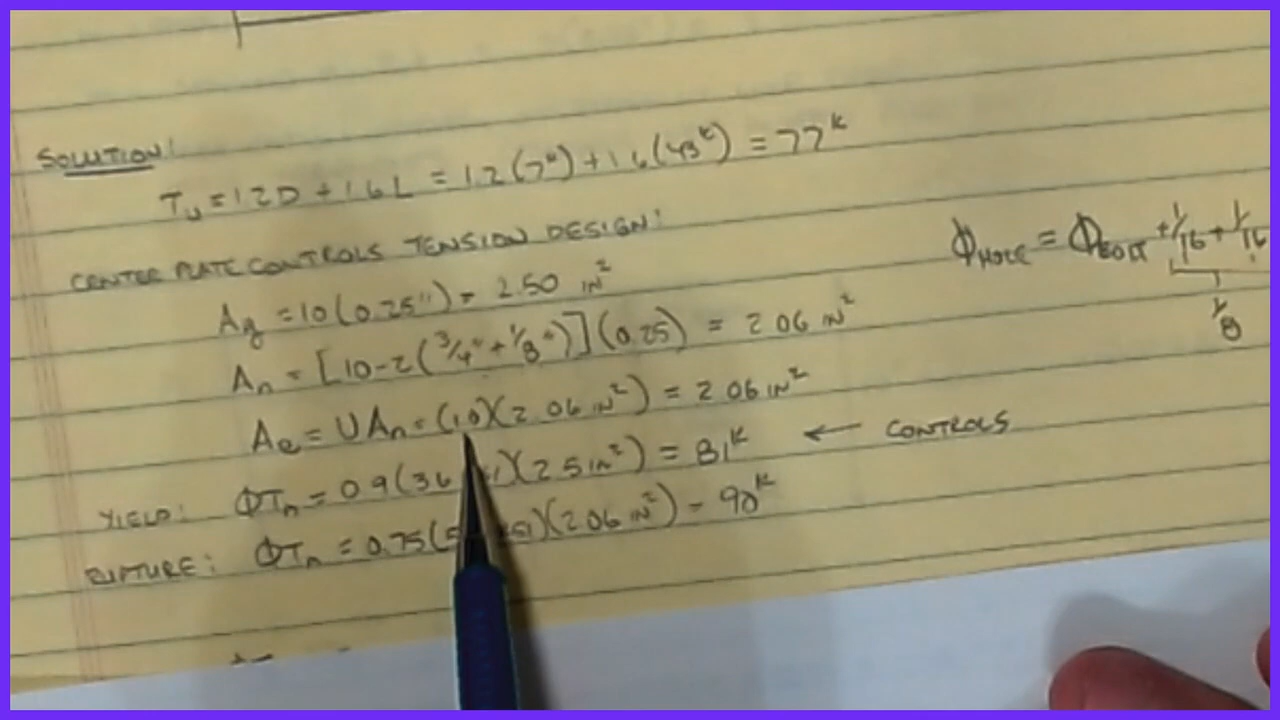 SOLUTION!
Tu = 1.2D + 1.6L = 1.2(7ᵏ) + 1.6(43ᵏ) = 77ᵏ
CENTER PLATE CONTROLS TENSION DESIGN!
Ag = 10(0.25") = 2.50 IN²
An = [10-2(3/4" + 1/8")](0.25) = 2.06 IN²
Ae = UAn = (1.0)(2.06 IN²) = 2.06 IN²
YIELD: ΦTn = 0.9(36 )(2.5 IN²) = 81ᵏ ← CONTROLS
RUPTURE: ΦTn = 0.75( )(2.06 IN²) = 90ᵏ
ΦHOLE = ΦBOLT + 1/16 + 1/16
1/8